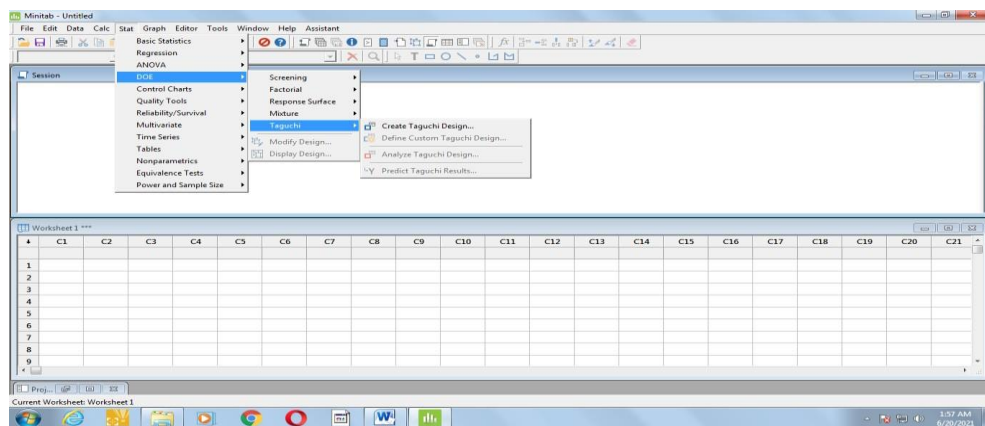 Minitab - Untitled
File Edit Data Calc Stat Graph Editor Tools Window Help Assistant
Basic Statistics
Regression
ANOVA
DOE
Control Charts
Quality Tools
Reliability/Survival
Multivariate
Time Series
Tables
Nonparametrics
Equivalence Tests
Power and Sample Size
Screening
Factorial
Response Surface
Mixture
Taguchi
Modify Design...
Display Design...
Create Taguchi Design...
Define Custom Taguchi Design...
Analyze Taguchi Design...
Predict Taguchi Results...
Session
Worksheet 1 ***
C1 C2 C3 C4 C5 C6 C7 C8 C9 C10 C11 C12 C13 C14 C15 C16 C17 C18 C19 C20 C21
1
2
3
4
5
6
7
8
9
Proj...
Current Worksheet: Worksheet 1
1:57 AM
6/20/2021